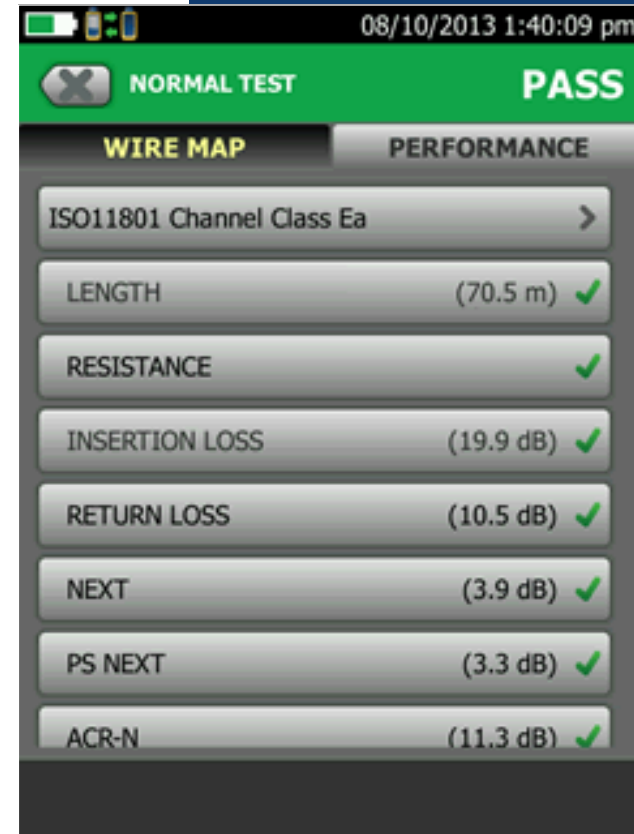 08/10/2013 1:40:09 pm
NORMAL TEST PASS
WIRE MAP PERFORMANCE
ISO11801 Channel Class Ea
LENGTH (70.5 m)
RESISTANCE
INSERTION LOSS (19.9 dB)
RETURN LOSS (10.5 dB)
NEXT (3.9 dB)
PS NEXT (3.3 dB)
ACR-N (11.3 dB)